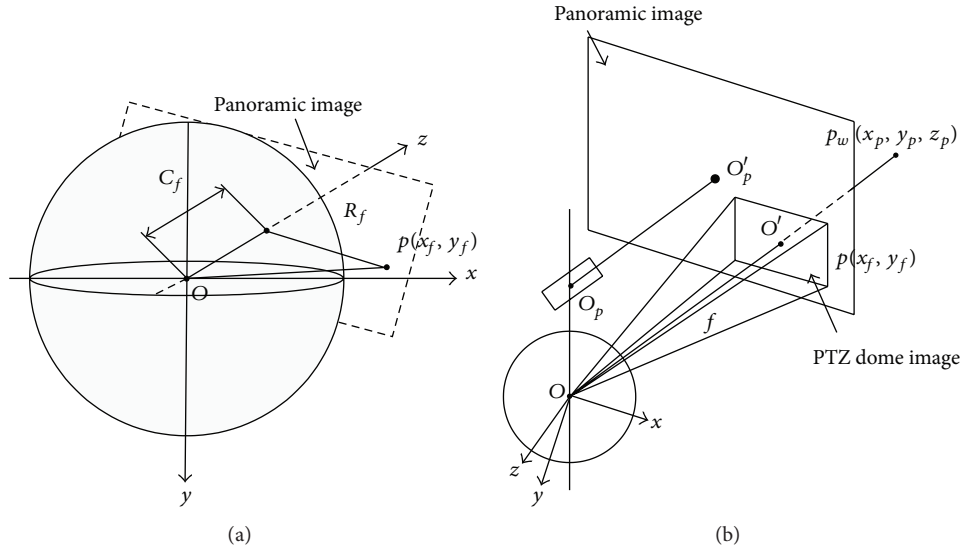 Panoramic image
z
C_f
R_f
p(x_f, y_f)
x
O
y
(a)
Panoramic image
p_w (x_p, y_p, z_p)
O'_p
O'
p(x_f, y_f)
O_p
f
PTZ dome image
O
x
z
y
(b)